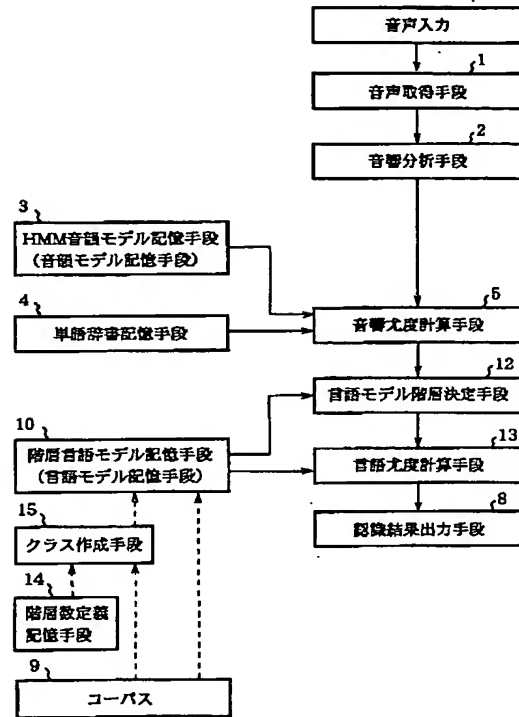 音声入力
1
音声取得手段
2
音響分析手段
3
HMM音韻モデル記憶手段
(音韻モデル記憶手段)
4
単語辞書記憶手段
5
音響尤度計算手段
12
言語モデル階層決定手段
10
階層言語モデル記憶手段
(言語モデル記憶手段)
13
言語尤度計算手段
8
認識結果出力手段
15
クラス作成手段
14
階層数定義
記憶手段
9
コーパス